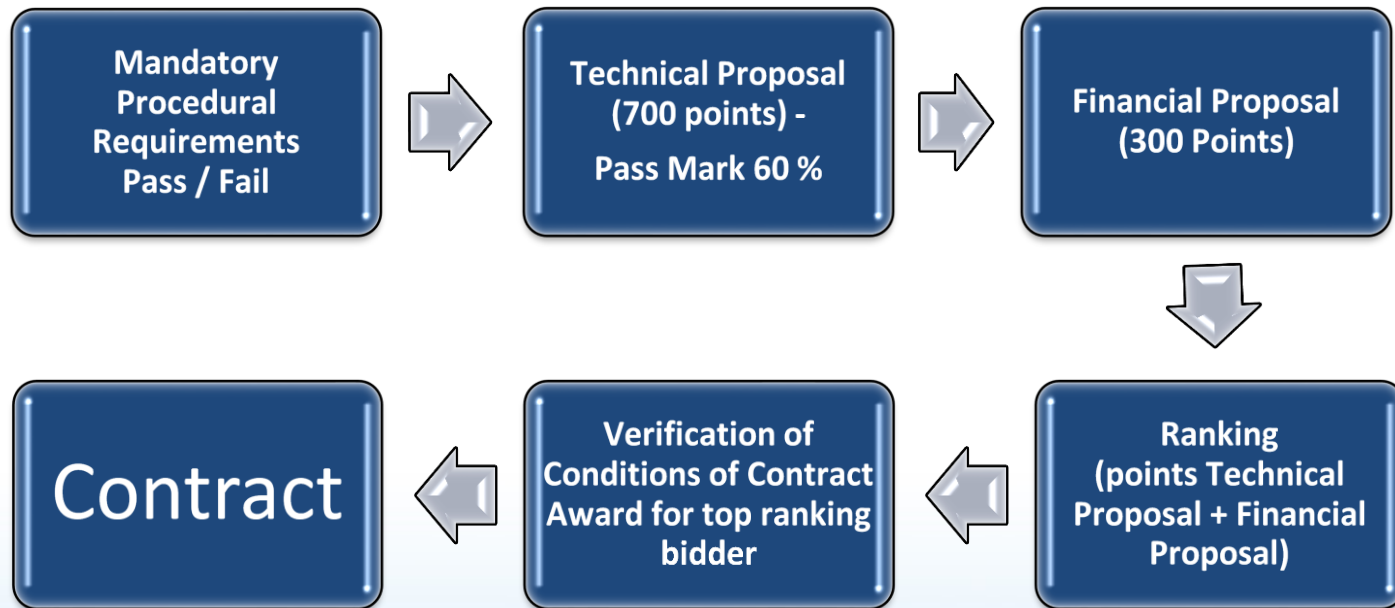 Mandatory
Procedural
Requirements
Pass / Fail
Technical Proposal
(700 points) -
Pass Mark 60 %
Financial Proposal
(300 Points)
Ranking
(points Technical
Proposal + Financial
Proposal)
Verification of
Conditions of Contract
Award for top ranking
bidder
Contract